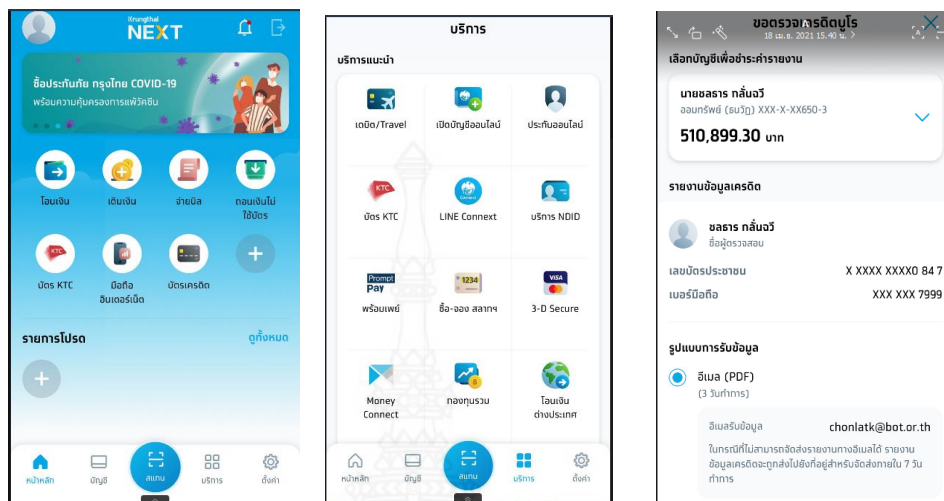 Krungthai
NEXT
ซื้อประกันภัย กรุงไทย COVID-19
พร้อมความคุ้มครองการแพ้วัคซีน
โอนเงิน
เติมเงิน
จ่ายบิล
ถอนเงินไม่
ใช้บัตร
KTC
บัตร KTC
มือถือ
อินเตอร์เน็ต
บัตรเครดิต
รายการโปรด
ดูทั้งหมด
หน้าหลัก
บัญชี
สแกน
บริการ
ตั้งค่า
บริการ
บริการแนะนำ
เดบิต/Travel
เปิดบัญชีออนไลน์
ประกันออนไลน์
KTC
Connext
บัตร KTC
LINE Connext
บริการ NDID
Prompt
Pay
1234
VISA
พร้อมเพย์
ซื้อ-จอง สลากฯ
3-D Secure
Money
Connect
กองทุนรวม
โอนเงิน
ต่างประเทศ
หน้าหลัก
บัญชี
สแกน
บริการ
ตั้งค่า
ขอตรวจเครดิตบูโร
18 เม.ย. 2021 15.40 น. >
เลือกบัญชีเพื่อชำระค่ารายงาน
นายชลธาร กลั่นฉวี
ออมทรัพย์ (ธนวัฏ) XXX-X-XX650-3
510,899.30 บาท
รายงานข้อมูลเครดิต
ชลธาร กลั่นฉวี
ชื่อผู้ตรวจสอบ
เลขบัตรประชาชน X XXXX XXXX0 84 7
เบอร์มือถือ XXX XXX 7999
รูปแบบการรับข้อมูล
อีเมล (PDF)
(3 วันทำการ)
อีเมลรับข้อมูล chonlatk@bot.or.th
ในกรณีที่ไม่สามารถจัดส่งรายงานทางอีเมลได้ รายงาน
ข้อมูลเครดิตจะถูกส่งไปยังที่อยู่สำหรับจัดส่งภายใน 7 วัน
ทำการ